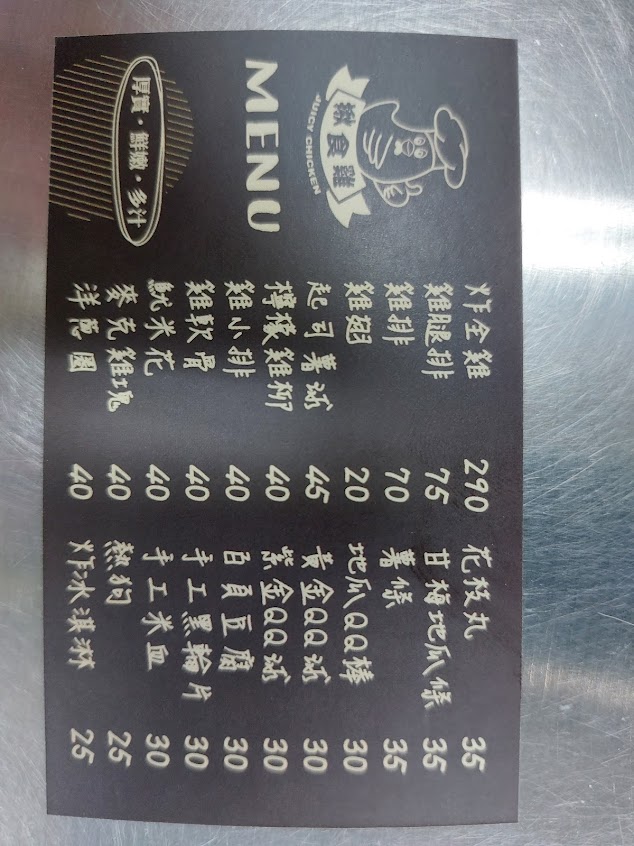 揪食雞
JUICY CHICKEN
MENU
厚實・鮮嫩・多汁
炸全雞 290
雞腿排 75
雞排 70
雞翅 20
起司薯球 45
檸檬雞柳 40
雞小排 40
雞軟骨 40
魷米花 40
麥克雞塊 40
洋蔥圈 40
花枝丸 35
甘梅地瓜條 35
薯條 35
地瓜QQ棒 30
黃金QQ球 30
紫金QQ球 30
百頁豆腐 30
手工黑輪片 30
手工米血 30
熱狗 25
炸冰淇淋 25